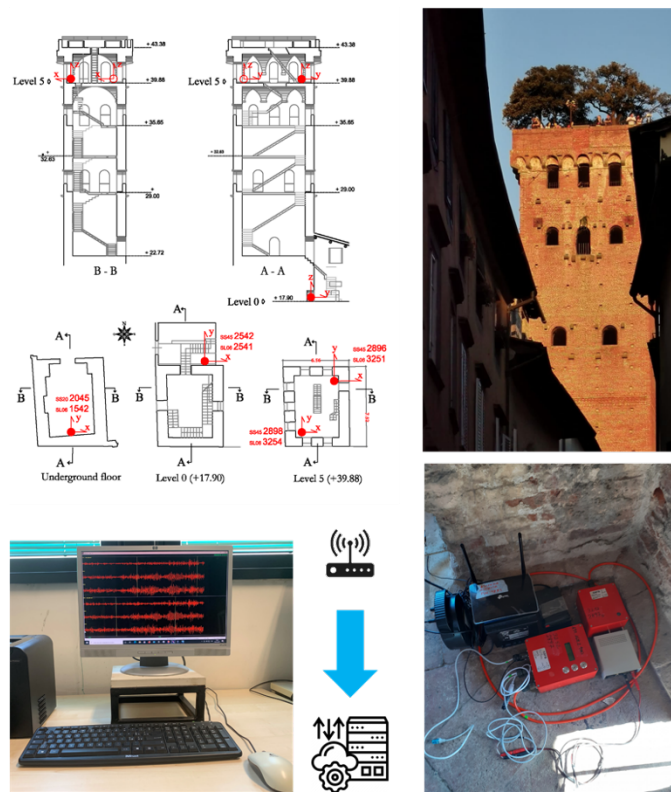 + 43.38
+ 43.38
Level 5
z
x
x
z
Level 5
z
y
z
y
+ 39.88
+ 39.88
+ 35.65
+ 35.65
+
32.63
+
29.00
+ 29.00
22.72
B - B
A - A
z
y
Level 0
+ 17.90
A
A
A
SS45 2542
SL06 2541
y
x
SS45 2896
SL06 3251
y
x
B
B
B
B
SS20 2045
SL06 1542
y
x
SS45 2898
SL06 3254
y
x
A
A
A
Underground floor
Level 0 (+17.90)
Level 5 (+39.88)